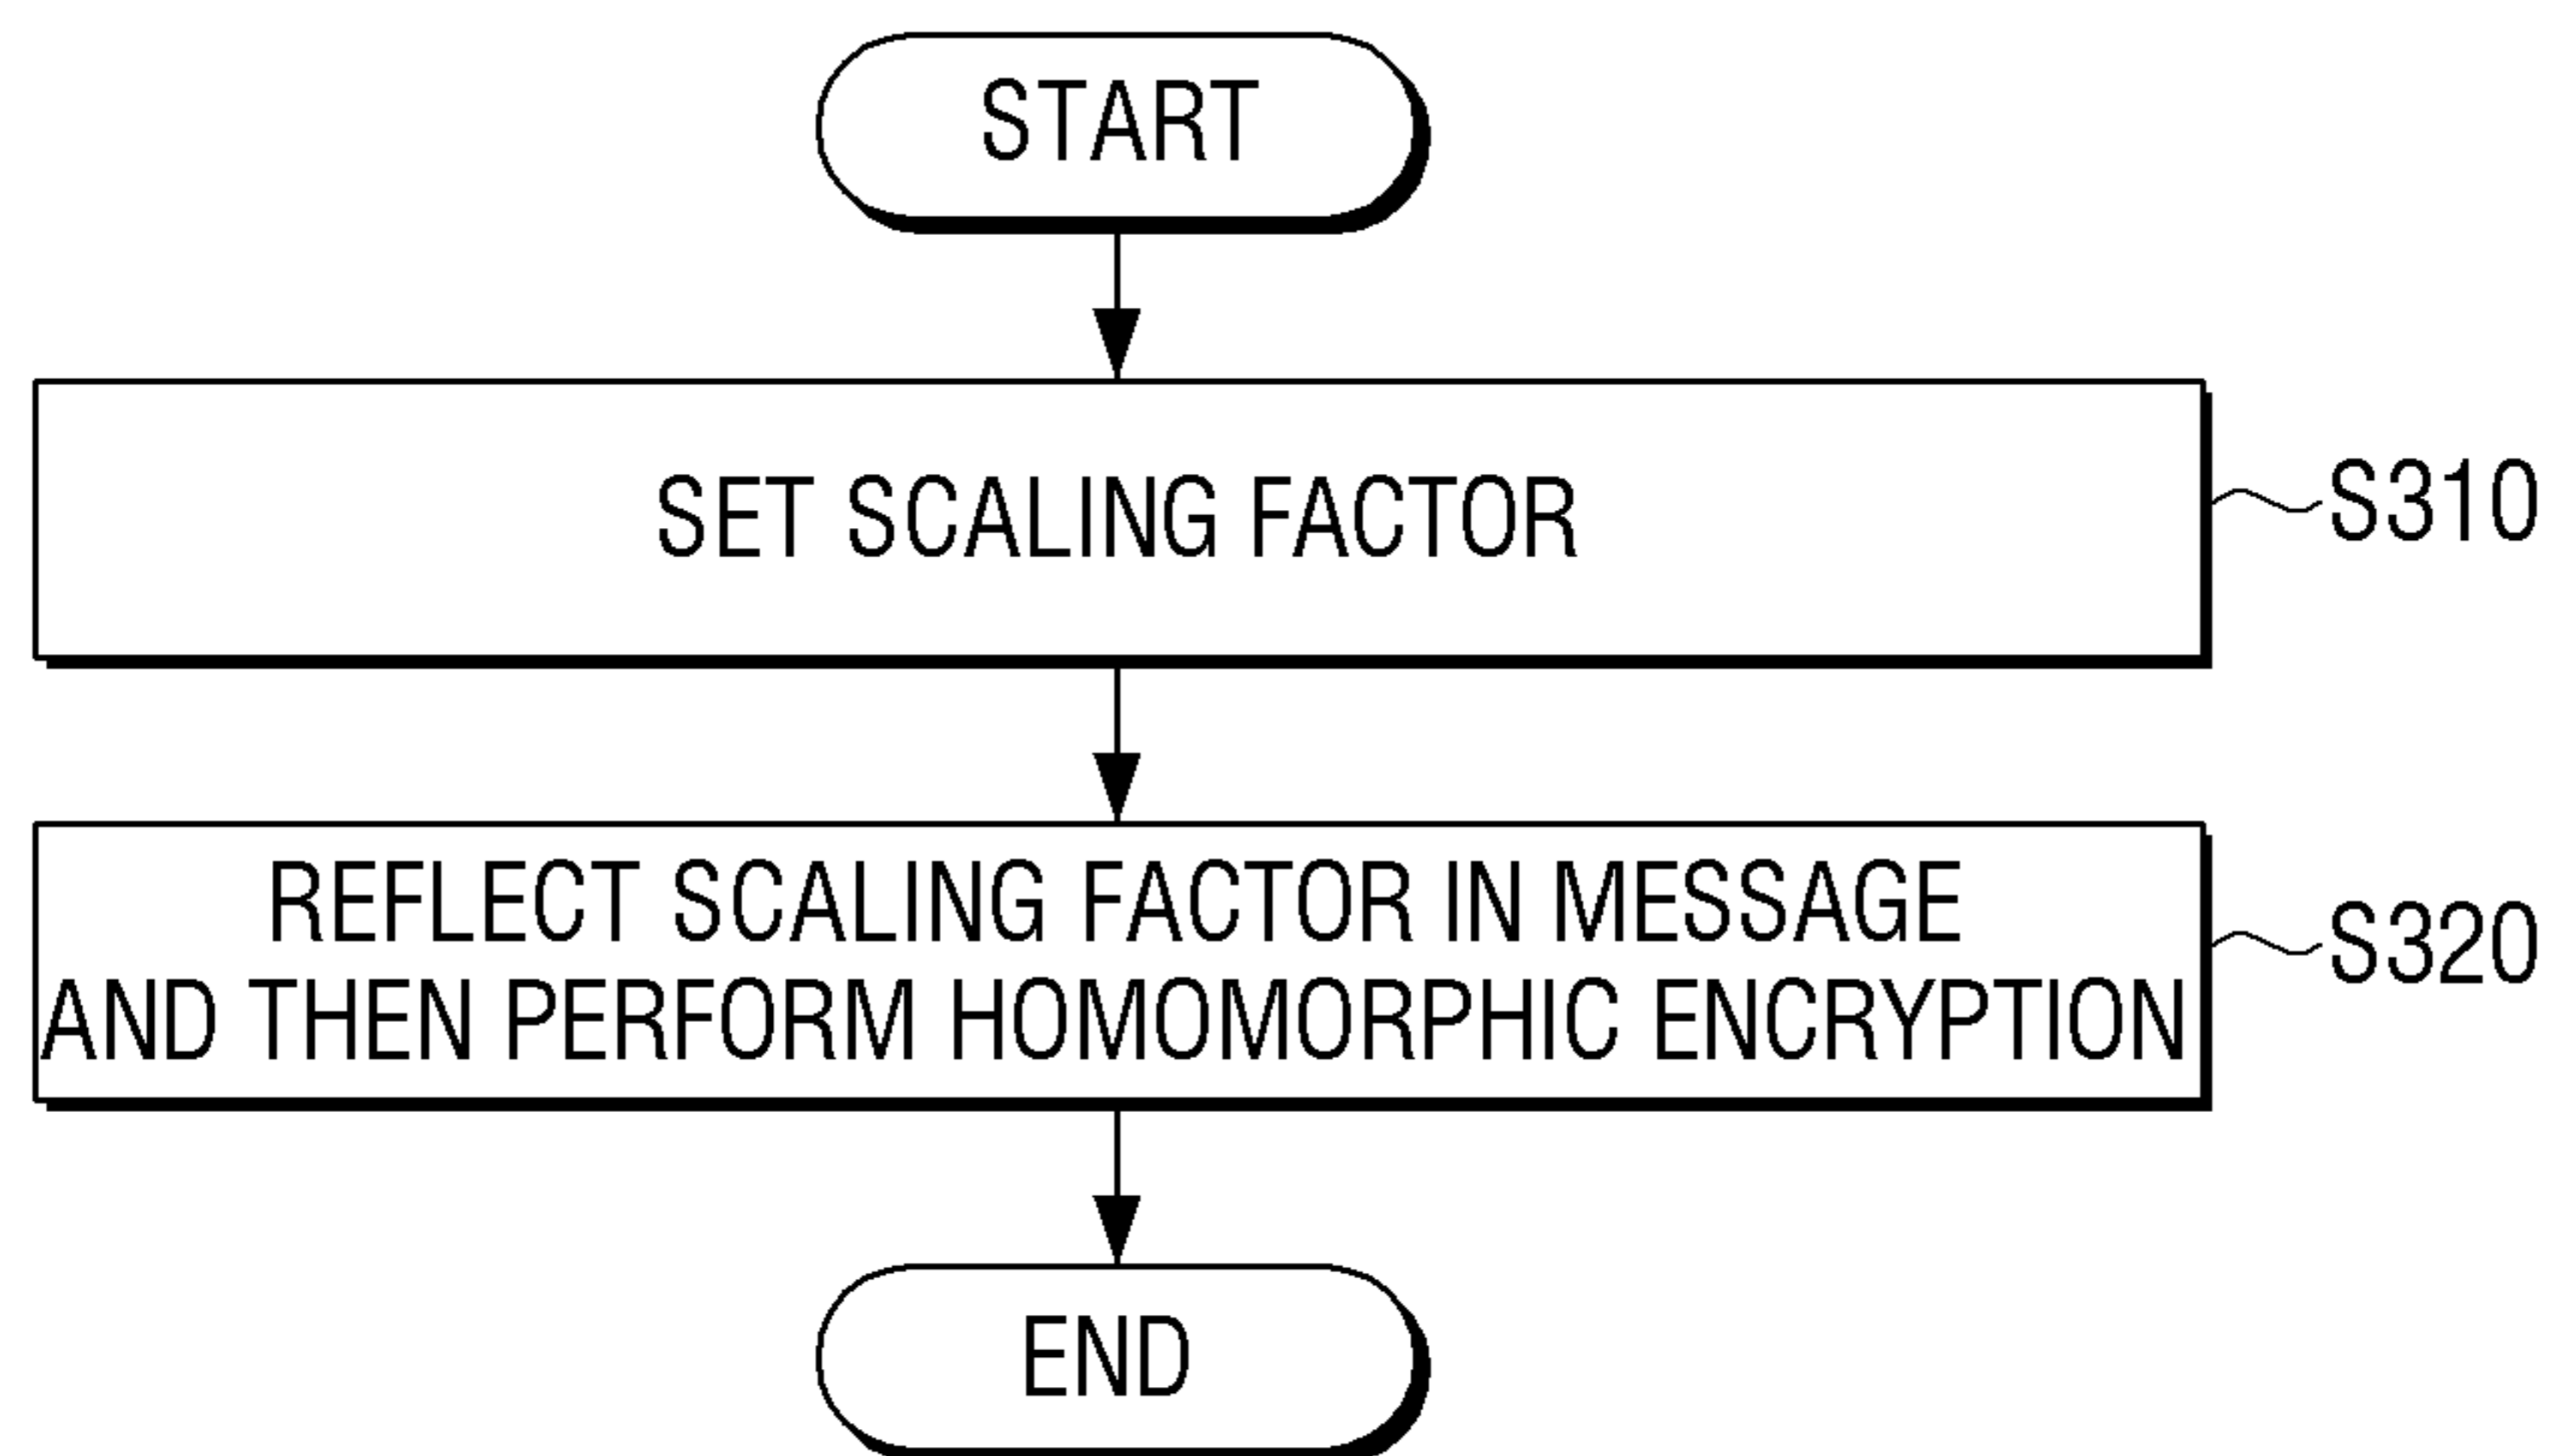 START
SET SCALING FACTOR
S310
REFLECT SCALING FACTOR IN MESSAGE
AND THEN PERFORM HOMOMORPHIC ENCRYPTION
S320
END